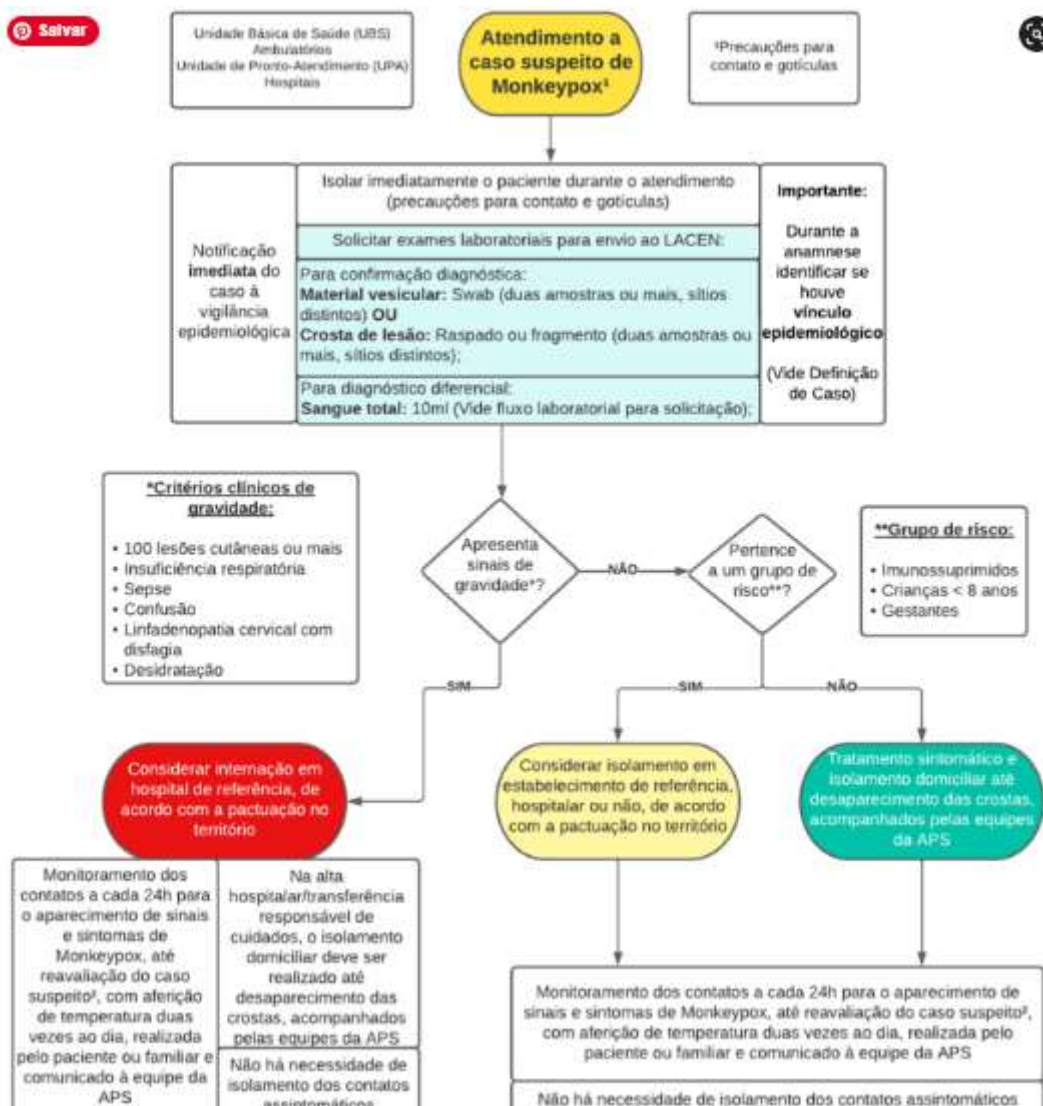 Salvar
Unidade Básica de Saúde (UBS)
Ambulatórios
Unidade de Pronto-Atendimento (UPA)
Hospitais
Atendimento a
caso suspeito de
Monkeypox¹
¹Precauções para
contato e gotículas
Notificação
imediata do
caso à
vigilância
epidemiológica
Isolar imediatamente o paciente durante o atendimento
(precauções para contato e gotículas)
Solicitar exames laboratoriais para envio ao LACEN:
Para confirmação diagnóstica:
Material vesicular: Swab (duas amostras ou mais, sítios
distintos) OU
Crosta de lesão: Raspado ou fragmento (duas amostras ou
mais, sítios distintos);
Para diagnóstico diferencial:
Sangue total: 10ml (Vide fluxo laboratorial para solicitação);
Importante:
Durante a
anamnese
identificar se
houve
vínculo
epidemiológico
(Vide Definição
de Caso)
*Critérios clínicos de
gravidade:
• 100 lesões cutâneas ou mais
• Insuficiência respiratória
• Sepse
• Confusão
• Linfadenopatia cervical com
disfagia
• Desidratação
Apresenta
sinais de
gravidade*?
NÃO
Pertence
a um grupo de
risco**?
**Grupo de risco:
• Imunossuprimidos
• Crianças < 8 anos
• Gestantes
SIM
SIM
NÃO
Considerar internação em
hospital de referência, de
acordo com a pactuação no
território
Considerar isolamento em
estabelecimento de referência,
hospitalar ou não, de acordo
com a pactuação no território
Tratamento sintomático e
isolamento domiciliar até
desaparecimento das crostas,
acompanhados pelas equipes
da APS
Monitoramento dos
contatos a cada 24h para
o aparecimento de sinais
e sintomas de
Monkeypox, até
reavaliação do caso
suspeito², com aferição
de temperatura duas
vezes ao dia, realizada
pelo paciente ou familiar e
comunicado à equipe da
APS
Na alta
hospitalar/transferência
responsável de
cuidados, o isolamento
domiciliar deve ser
realizado até
desaparecimento das
crostas, acompanhados
pelas equipes da APS
Não há necessidade de
isolamento dos contatos
assintomáticos
Monitoramento dos contatos a cada 24h para o aparecimento de
sinais e sintomas de Monkeypox, até reavaliação do caso suspeito²,
com aferição de temperatura duas vezes ao dia, realizada pelo
paciente ou familiar e comunicado à equipe da APS
Não há necessidade de isolamento dos contatos assintomáticos